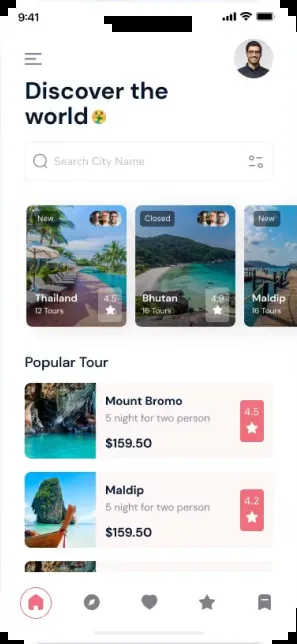 9:41
Discover the
world
Search City Name
New
Thailand
12 Tours
4.5
Closed
Bhutan
16 Tours
4.9
New
Maldip
16 Tours
Popular Tour
Mount Bromo
5 night for two person
$159.50
4.5
Maldip
5 night for two person
$159.50
4.2